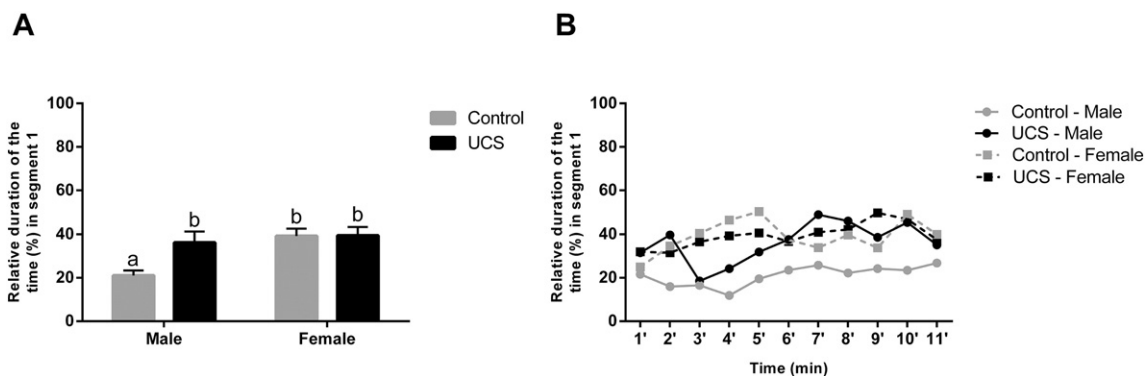 A
Relative duration of the
time (%) in segment 1
100
80
60
40
20
0
a
b
b
b
Male
Female
Control
UCS
B
Relative duration of the
time (%) in segment 1
100
80
60
40
20
0
1' 2' 3' 4' 5' 6' 7' 8' 9' 10' 11'
Time (min)
Control - Male
UCS - Male
Control - Female
UCS - Female